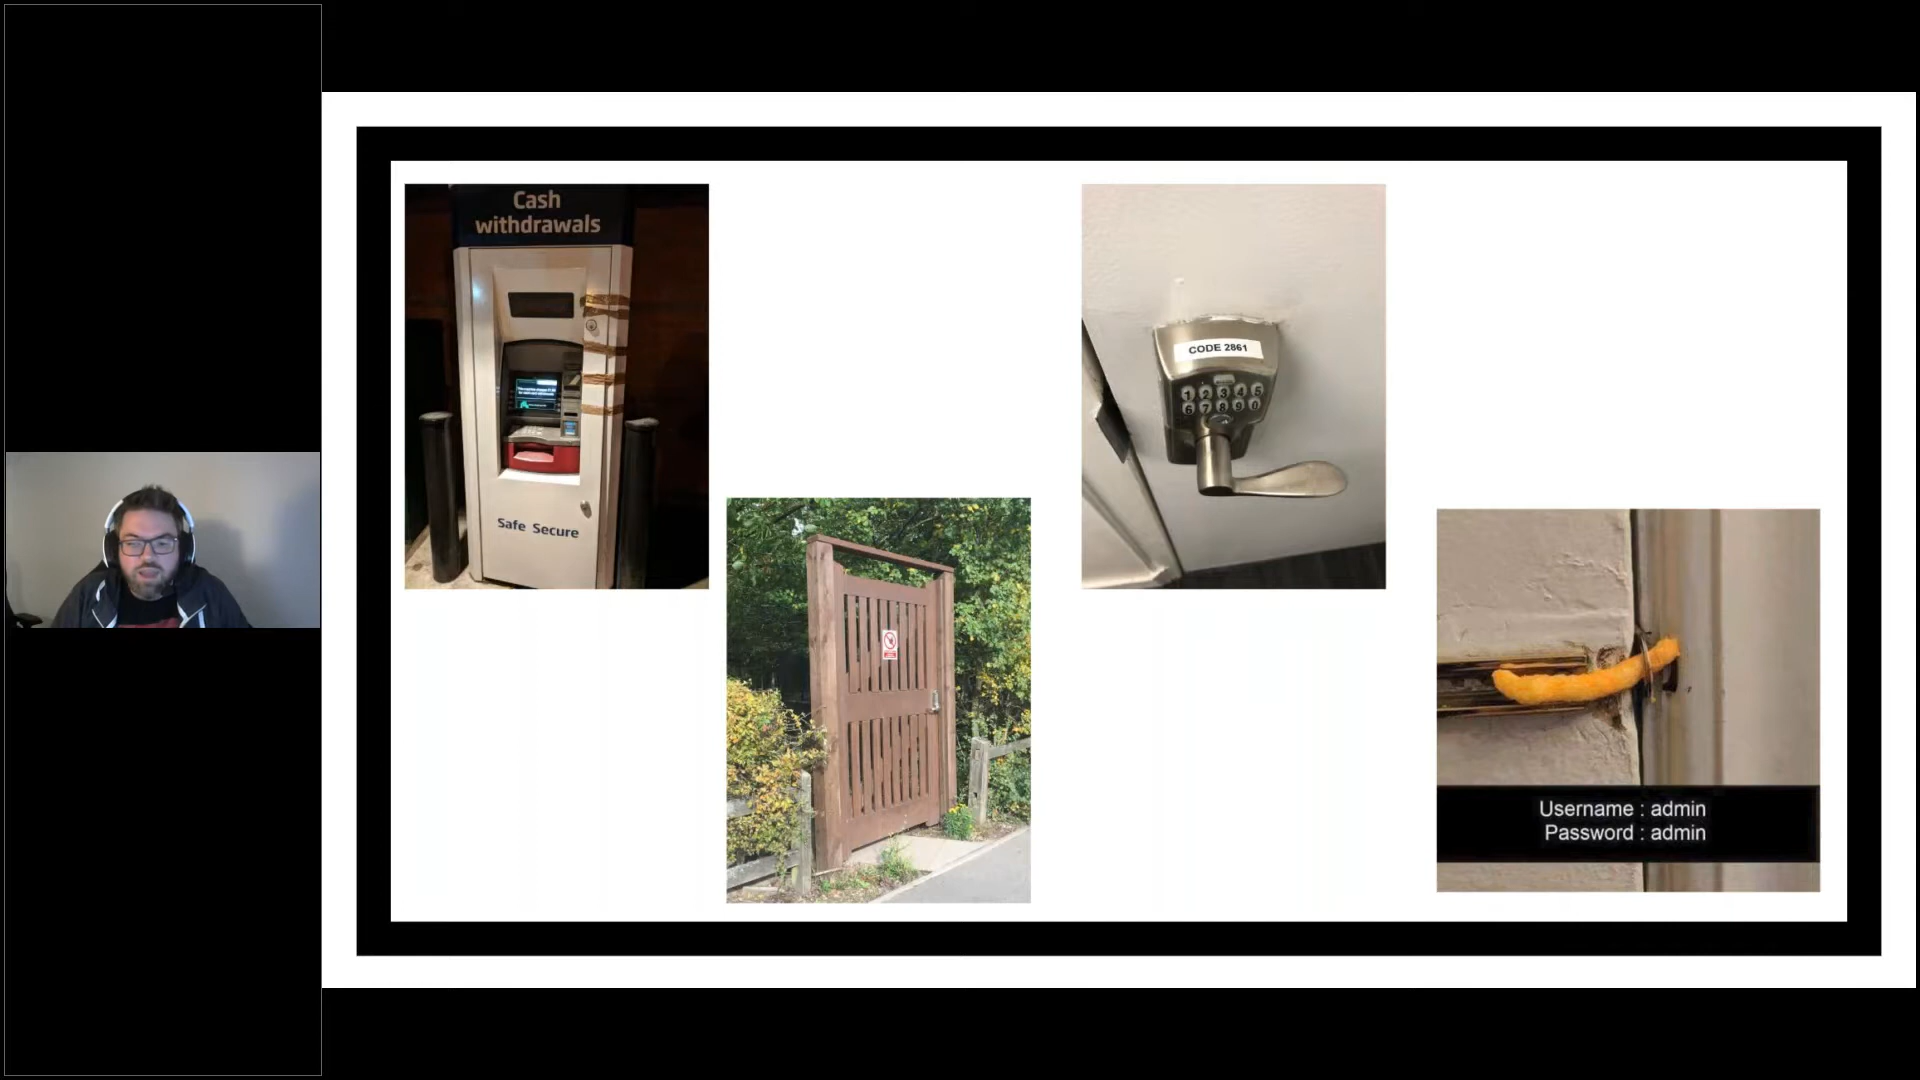 Cash
withdrawals
Safe Secure
CODE 2861
1 2 3 4 5
6 7 8 9 0
Username : admin
Password : admin